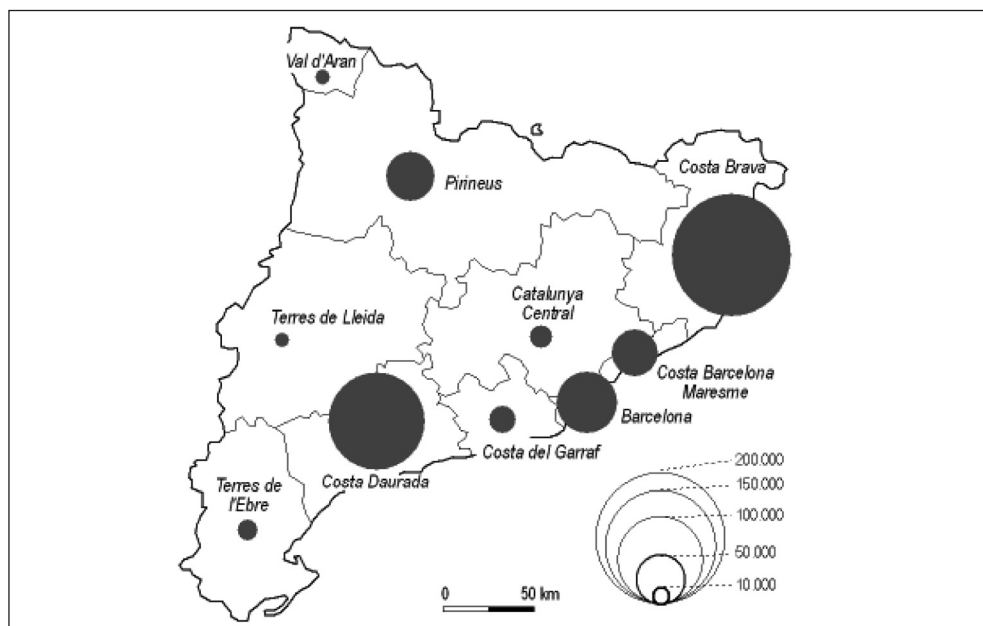 Val d'Aran
Costa Brava
Pirineus
Catalunya
Central
Terres de Lleida
Costa Barcelona
Maresme
Barcelona
Costa del Garraf
Costa Daurada
Terres de
l'Ebre
200.000
150.000
100.000
50.000
10.000
0 50 km